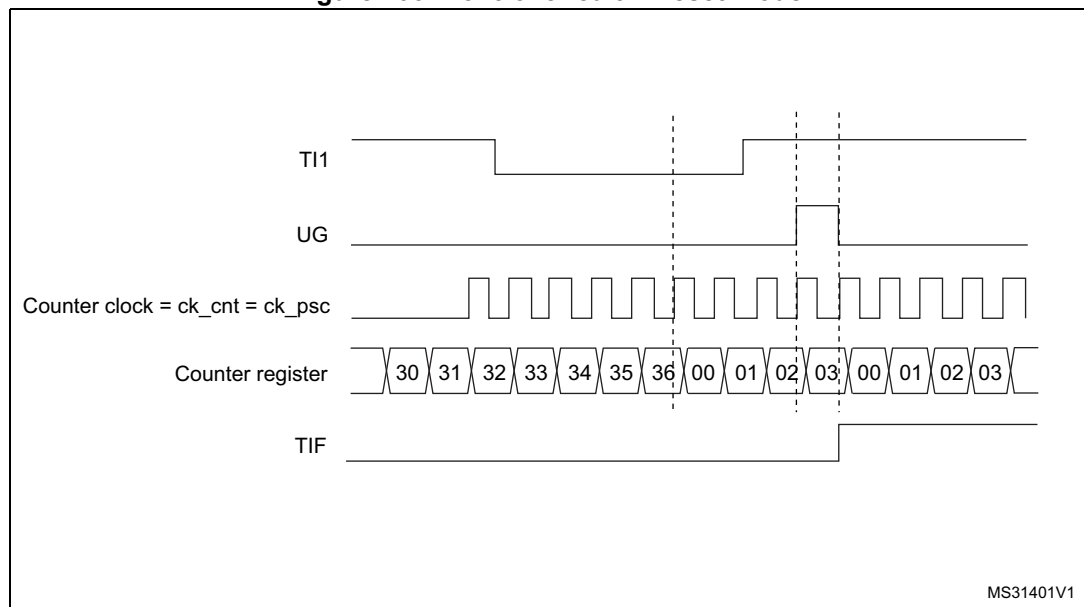 TI1
UG
Counter clock = ck_cnt = ck_psc
Counter register 30 31 32 33 34 35 36 00 01 02 03 00 01 02 03
TIF
MS31401V1